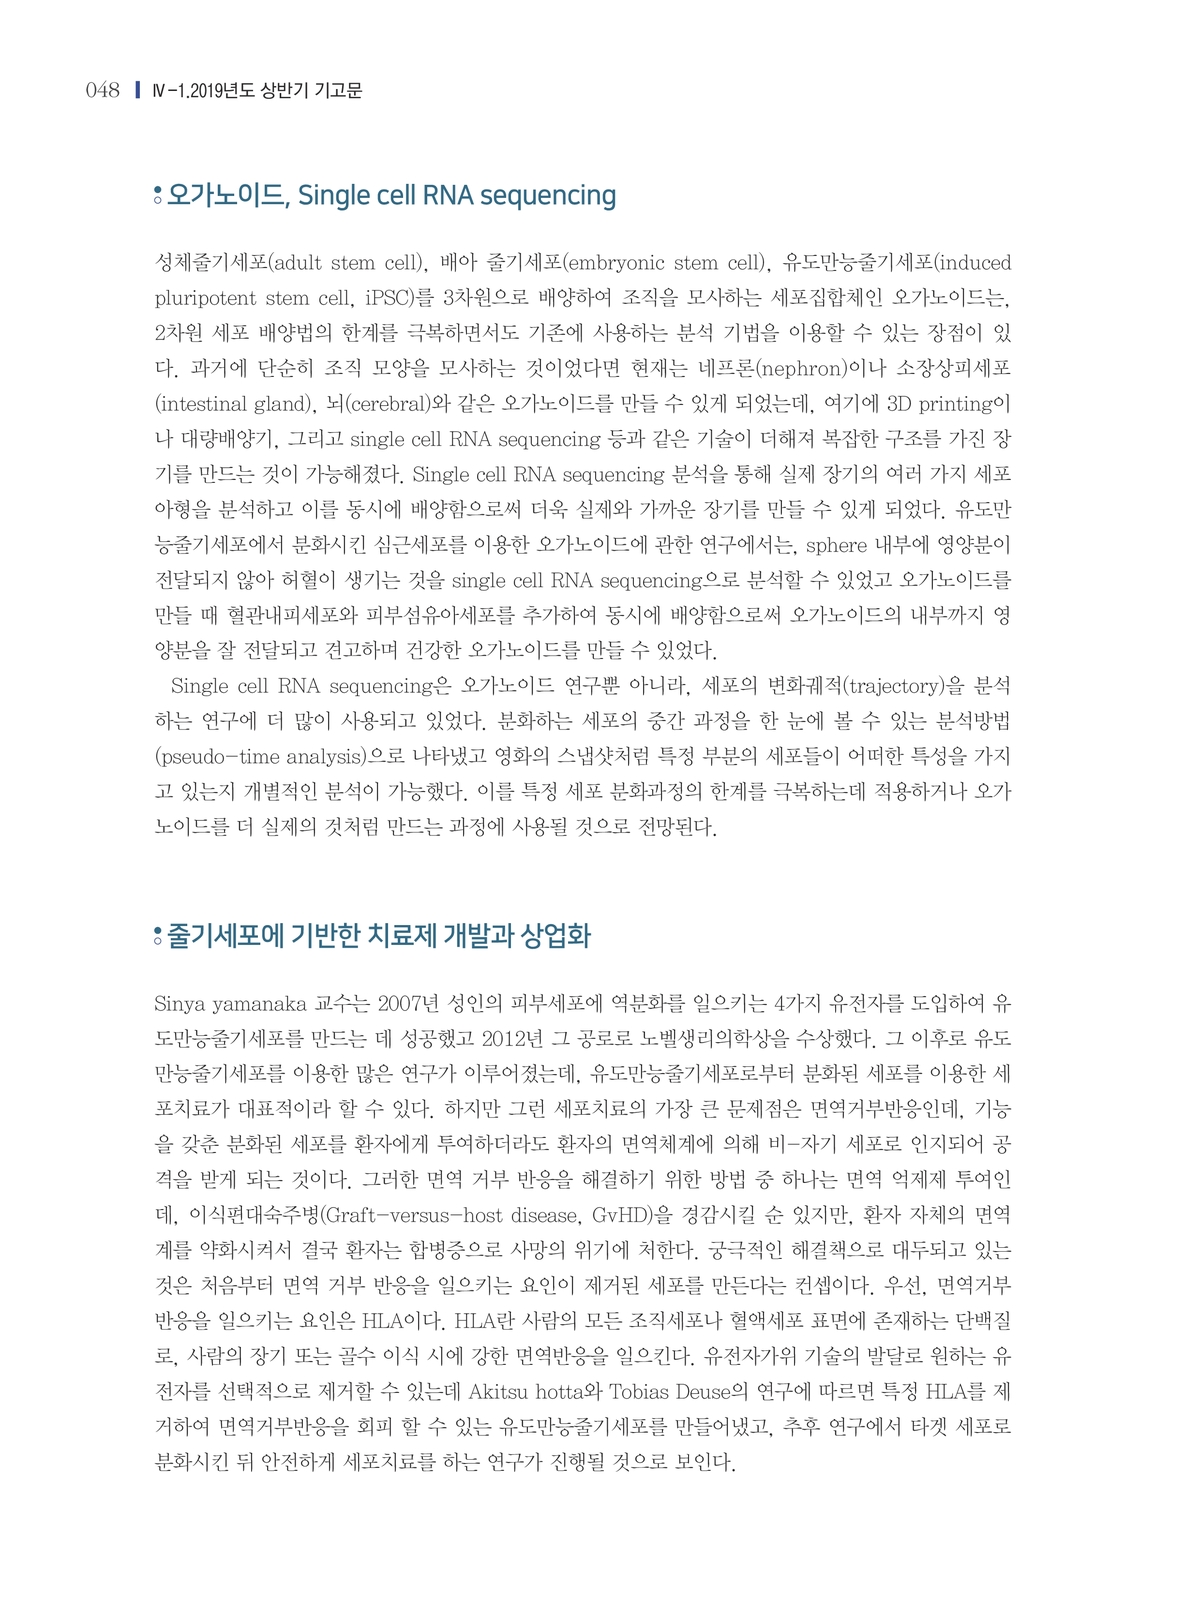 048 Ⅳ-1.2019년도 상반기 기고문
오가노이드, Single cell RNA sequencing
성체줄기세포(adult stem cell), 배아 줄기세포(embryonic stem cell), 유도만능줄기세포(induced
pluripotent stem cell, iPSC)를 3차원으로 배양하여 조직을 모사하는 세포집합체인 오가노이드는,
2차원 세포 배양법의 한계를 극복하면서도 기존에 사용하는 분석 기법을 이용할 수 있는 장점이 있
다. 과거에 단순히 조직 모양을 모사하는 것이었다면 현재는 네프론(nephron)이나 소장상피세포
(intestinal gland), 뇌(cerebral)와 같은 오가노이드를 만들 수 있게 되었는데, 여기에 3D printing이
나 대량배양기, 그리고 single cell RNA sequencing 등과 같은 기술이 더해져 복잡한 구조를 가진 장
기를 만드는 것이 가능해졌다. Single cell RNA sequencing 분석을 통해 실제 장기의 여러 가지 세포
아형을 분석하고 이를 동시에 배양함으로써 더욱 실제와 가까운 장기를 만들 수 있게 되었다. 유도만
능줄기세포에서 분화시킨 심근세포를 이용한 오가노이드에 관한 연구에서는, sphere 내부에 영양분이
전달되지 않아 허혈이 생기는 것을 single cell RNA sequencing으로 분석할 수 있었고 오가노이드를
만들 때 혈관내피세포와 피부섬유아세포를 추가하여 동시에 배양함으로써 오가노이드의 내부까지 영
양분을 잘 전달되고 견고하며 건강한 오가노이드를 만들 수 있었다.
Single cell RNA sequencing은 오가노이드 연구뿐 아니라, 세포의 변화궤적(trajectory)을 분석
하는 연구에 더 많이 사용되고 있었다. 분화하는 세포의 중간 과정을 한 눈에 볼 수 있는 분석방법
(pseudo-time analysis)으로 나타냈고 영화의 스냅샷처럼 특정 부분의 세포들이 어떠한 특성을 가지
고 있는지 개별적인 분석이 가능했다. 이를 특정 세포 분화과정의 한계를 극복하는데 적용하거나 오가
노이드를 더 실제의 것처럼 만드는 과정에 사용될 것으로 전망된다.
줄기세포에 기반한 치료제 개발과 상업화
Sinya yamanaka 교수는 2007년 성인의 피부세포에 역분화를 일으키는 4가지 유전자를 도입하여 유
도만능줄기세포를 만드는 데 성공했고 2012년 그 공로로 노벨생리의학상을 수상했다. 그 이후로 유도
만능줄기세포를 이용한 많은 연구가 이루어졌는데, 유도만능줄기세포로부터 분화된 세포를 이용한 세
포치료가 대표적이라 할 수 있다. 하지만 그런 세포치료의 가장 큰 문제점은 면역거부반응인데, 기능
을 갖춘 분화된 세포를 환자에게 투여하더라도 환자의 면역체계에 의해 비-자기 세포로 인지되어 공
격을 받게 되는 것이다. 그러한 면역 거부 반응을 해결하기 위한 방법 중 하나는 면역 억제제 투여인
데, 이식편대숙주병(Graft-versus-host disease, GvHD)을 경감시킬 순 있지만, 환자 자체의 면역
계를 약화시켜서 결국 환자는 합병증으로 사망의 위기에 처한다. 궁극적인 해결책으로 대두되고 있는
것은 처음부터 면역 거부 반응을 일으키는 요인이 제거된 세포를 만든다는 컨셉이다. 우선, 면역거부
반응을 일으키는 요인은 HLA이다. HLA란 사람의 모든 조직세포나 혈액세포 표면에 존재하는 단백질
로, 사람의 장기 또는 골수 이식 시에 강한 면역반응을 일으킨다. 유전자가위 기술의 발달로 원하는 유
전자를 선택적으로 제거할 수 있는데 Akitsu hotta와 Tobias Deuse의 연구에 따르면 특정 HLA를 제
거하여 면역거부반응을 회피 할 수 있는 유도만능줄기세포를 만들어냈고, 추후 연구에서 타겟 세포로
분화시킨 뒤 안전하게 세포치료를 하는 연구가 진행될 것으로 보인다.